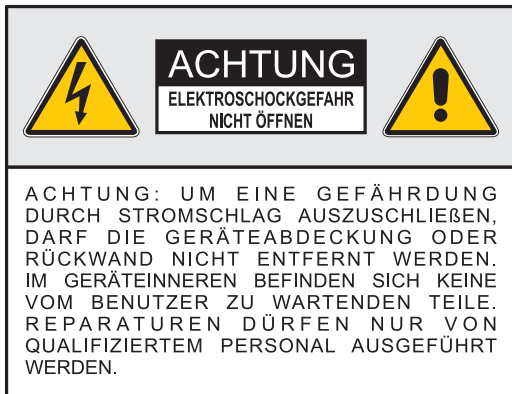 ACHTUNG
ELEKTROSCHOCKGEFAHR
NICHT ÖFFNEN
ACHTUNG: UM EINE GEFÄHRDUNG
DURCH STROMSCHLAG AUSZUSCHLIEßEN,
DARF DIE GERÄTEABDECKUNG ODER
RÜCKWAND NICHT ENTFERNT WERDEN.
IM GERÄTEINNEREN BEFINDEN SICH KEINE
VOM BENUTZER ZU WARTENDEN TEILE.
REPARATUREN DÜRFEN NUR VON
QUALIFIZIERTEM PERSONAL AUSGEFÜHRT
WERDEN.